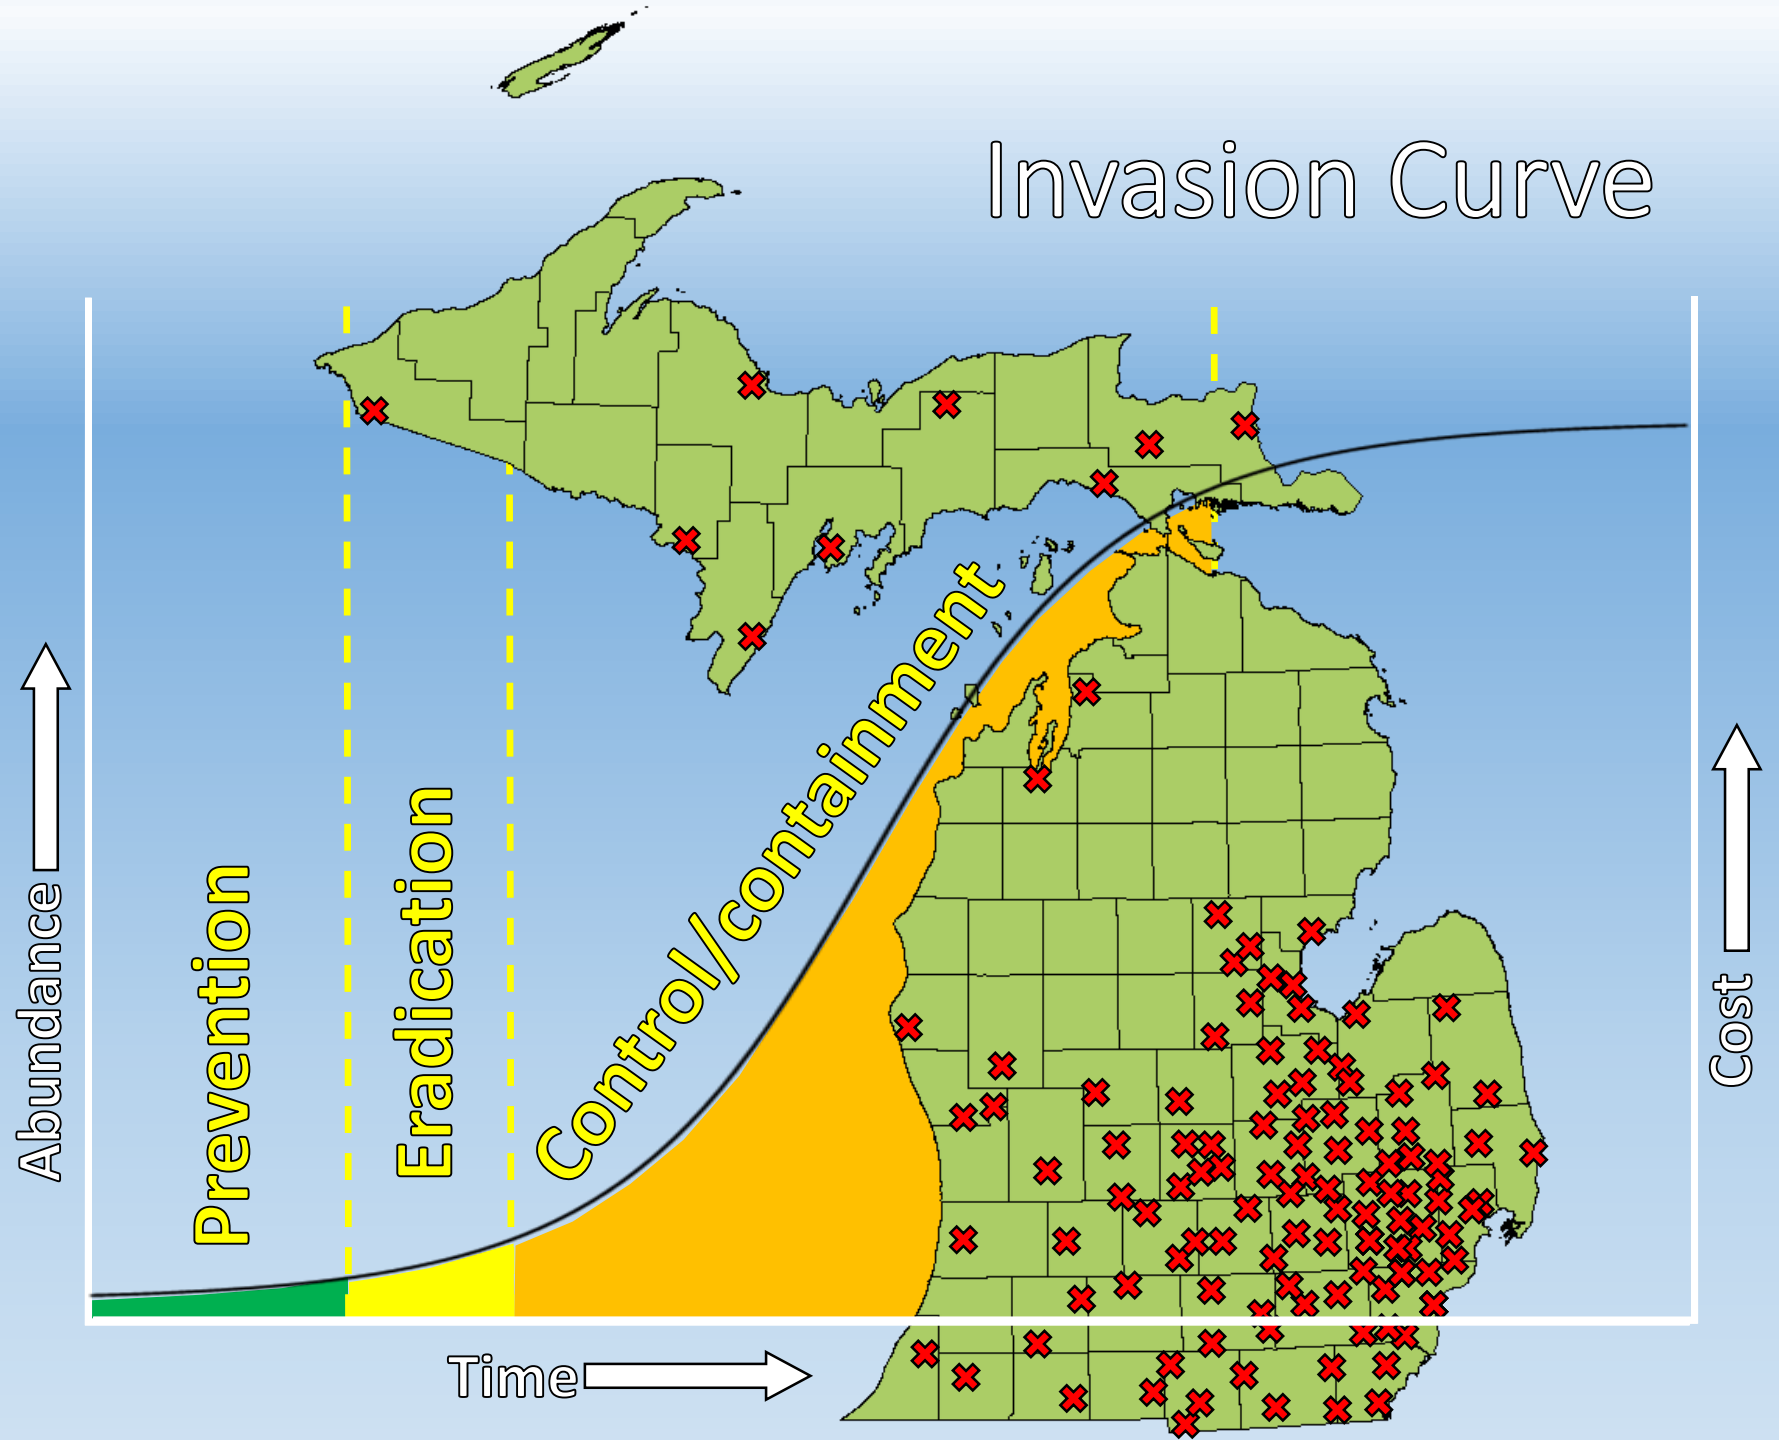 Invasion Curve
Abundance
Prevention
Eradication
Control/containment
Cost
Time